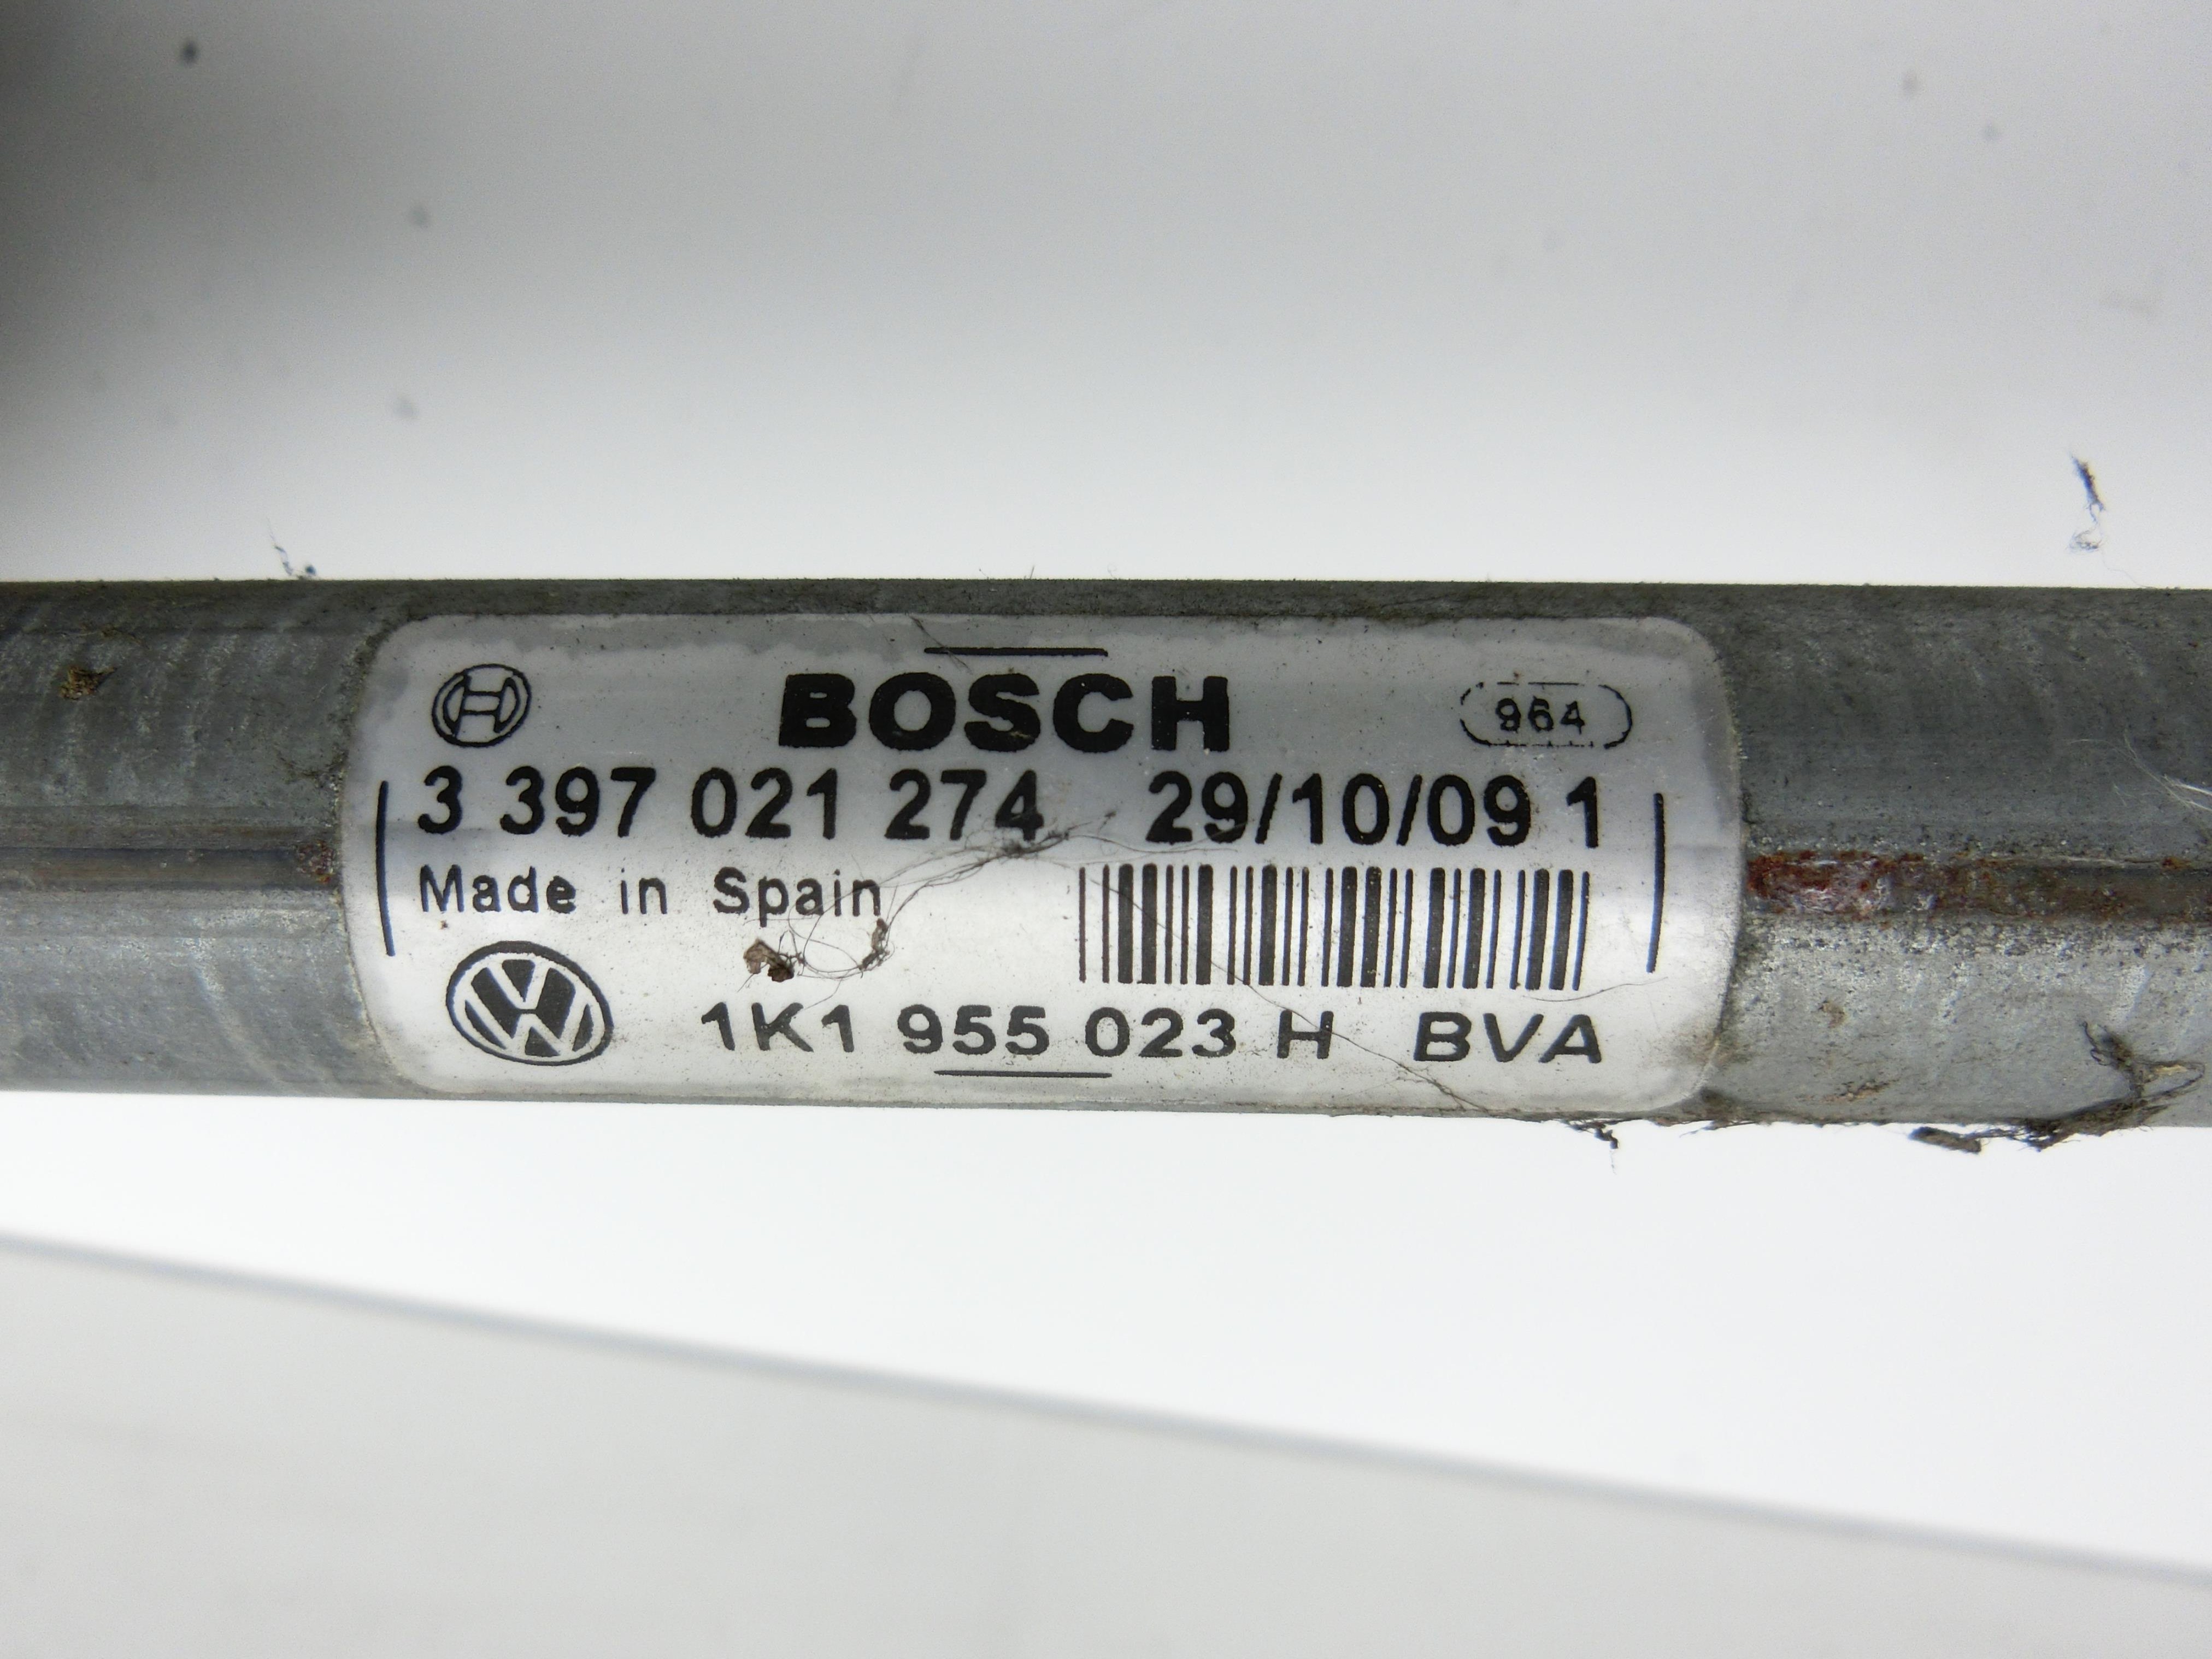 BOSCH 964
3 397 021 274 29/10/09 1
Made in Spain
1K1 955 023 H BVA